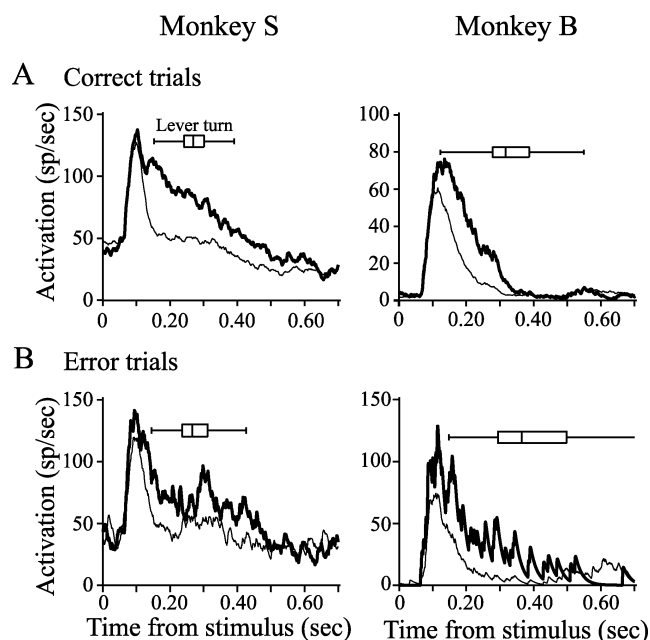 Monkey S Monkey B
A Correct trials
Activation (sp/sec)
150
100
50
0
Lever turn
0 0.20 0.40 0.60
100
80
60
40
20
0
0 0.20 0.40 0.60
B Error trials
Activation (sp/sec)
150
100
50
0
0 0.20 0.40 0.60
Time from stimulus (sec)
150
100
50
0
0 0.20 0.40 0.60
Time from stimulus (sec)